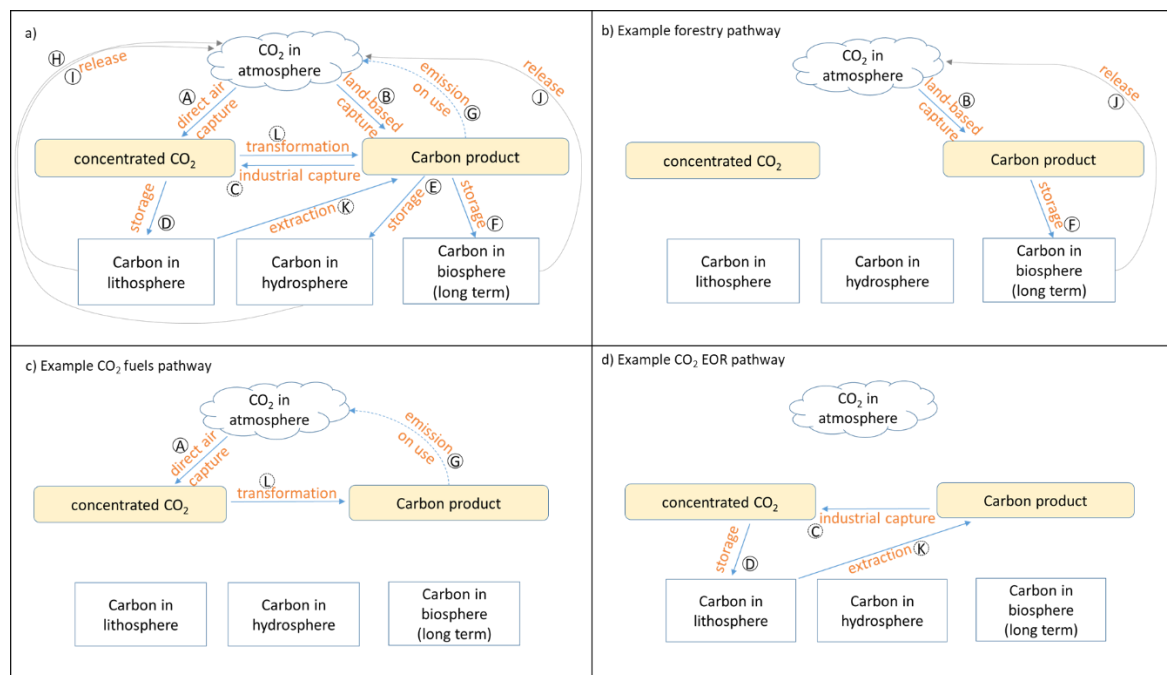 a)
CO₂ in
atmosphere
H
I
release
A
direct air
capture
B
land-based
capture
emission
on use
G
J
release
concentrated CO₂
L
transformation
industrial capture
C
Carbon product
storage
D
extraction
K
storage
E
storage
F
Carbon in
lithosphere
Carbon in
hydrosphere
Carbon in
biosphere
(long term)
b) Example forestry pathway
CO₂ in
atmosphere
B
land-based
capture
release
J
concentrated CO₂
Carbon product
storage
F
Carbon in
lithosphere
Carbon in
hydrosphere
Carbon in
biosphere
(long term)
c) Example CO₂ fuels pathway
CO₂ in
atmosphere
A
direct air
capture
emission
on use
G
concentrated CO₂
L
transformation
Carbon product
Carbon in
lithosphere
Carbon in
hydrosphere
Carbon in
biosphere
(long term)
d) Example CO₂ EOR pathway
CO₂ in
atmosphere
concentrated CO₂
industrial capture
C
Carbon product
storage
D
extraction
K
Carbon in
lithosphere
Carbon in
hydrosphere
Carbon in
biosphere
(long term)